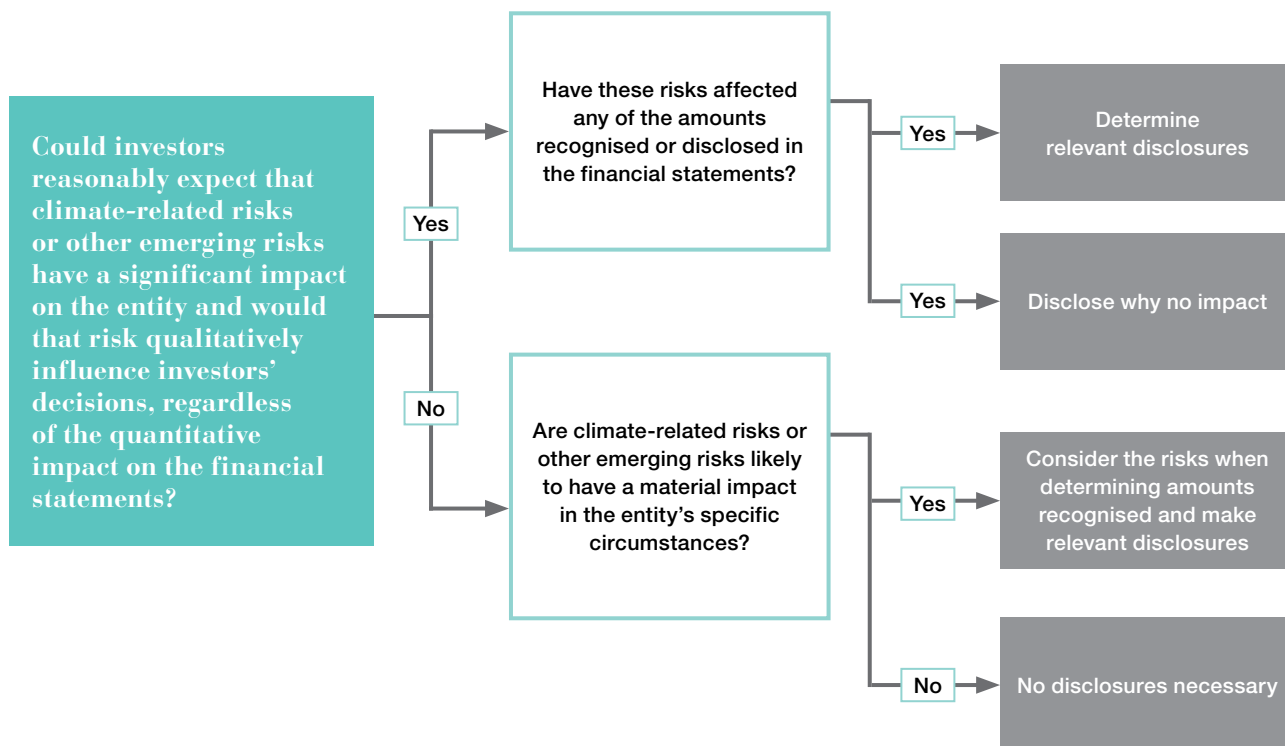 Could investors
reasonably expect that
climate-related risks
or other emerging risks
have a significant impact
on the entity and would
that risk qualitatively
influence investors’
decisions, regardless
of the quantitative
impact on the financial
statements?
Yes
No
Have these risks affected
any of the amounts
recognised or disclosed in
the financial statements?
Yes
Determine
relevant disclosures
Yes
Disclose why no impact
Are climate-related risks or
other emerging risks likely
to have a material impact
in the entity’s specific
circumstances?
Yes
Consider the risks when
determining amounts
recognised and make
relevant disclosures
No
No disclosures necessary